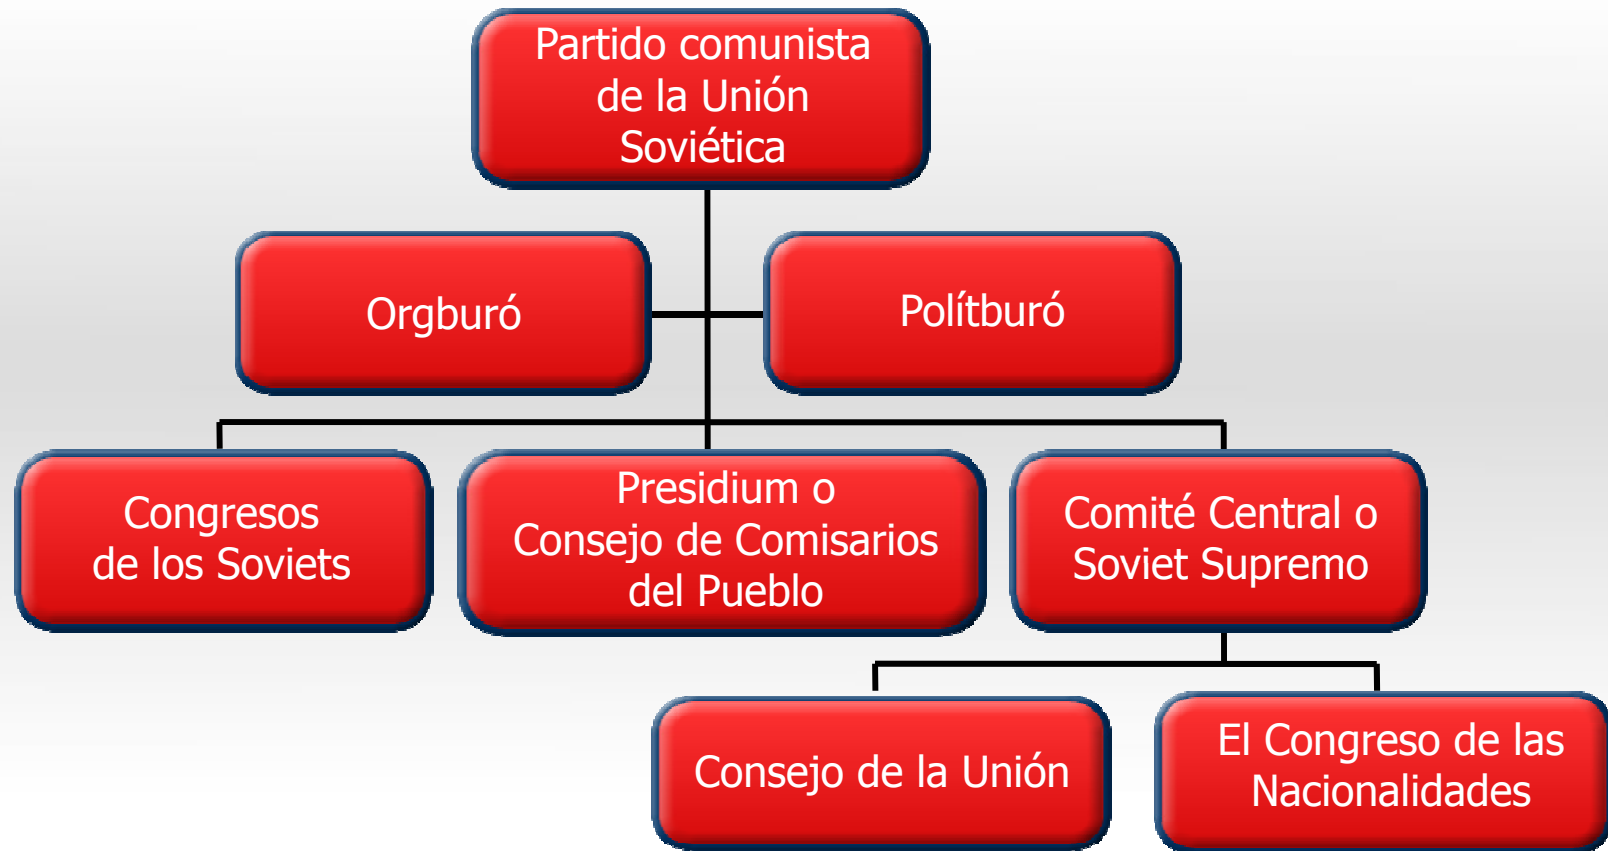 Partido comunista
de la Unión
Soviética
Orgburó
Polítburó
Congresos
de los Soviets
Presidium o
Consejo de Comisarios
del Pueblo
Comité Central o
Soviet Supremo
Consejo de la Unión
El Congreso de las
Nacionalidades